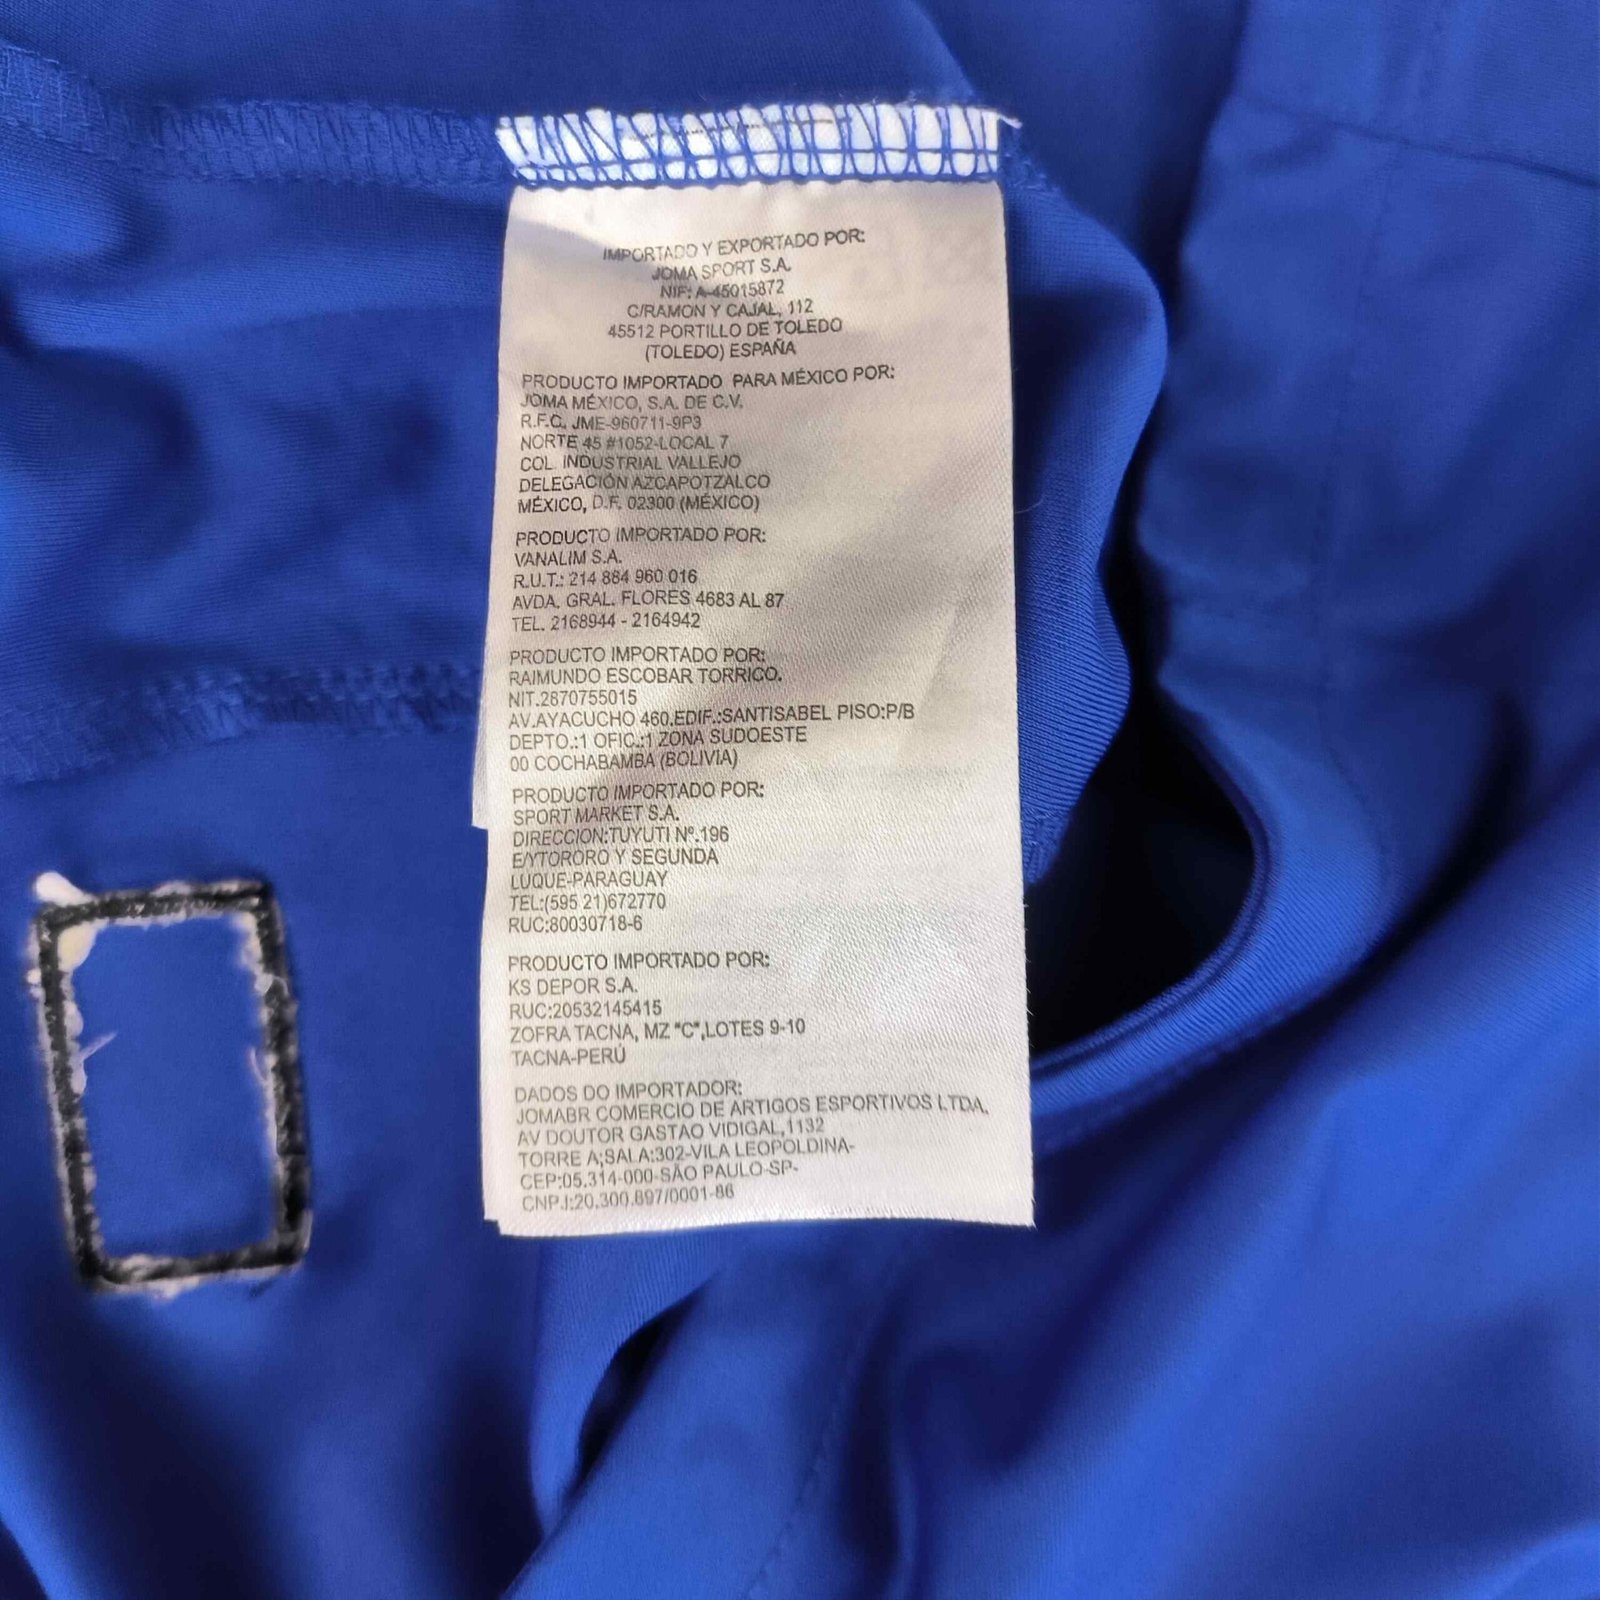 IMPORTADO Y EXPORTADO POR:
JOMA SPORT S.A.
NIF: A-45015872
C/RAMON Y CAJAL, 112
45512 PORTILLO DE TOLEDO
(TOLEDO) ESPAÑA
PRODUCTO IMPORTADO PARA MÉXICO POR:
JOMA MÉXICO, S.A. DE C.V.
R.F.C. JME-960711-9P3
NORTE 45 #1052-LOCAL 7
COL. INDUSTRIAL VALLEJO
DELEGACIÓN AZCAPOTZALCO
MÉXICO, D.F. 02300 (MÉXICO)
PRODUCTO IMPORTADO POR:
VANALIM S.A.
R.U.T.: 214 884 960 016
AVDA. GRAL. FLORES 4683 AL 87
TEL. 2168944 - 2164942
PRODUCTO IMPORTADO POR:
RAIMUNDO ESCOBAR TORRICO.
NIT.2870755015
AV.AYACUCHO 460.EDIF.:SANTISABEL PISO:P/B
DEPTO.:1 OFIC.:1 ZONA SUDOESTE
00 COCHABAMBA (BOLIVIA)
PRODUCTO IMPORTADO POR:
SPORT MARKET S.A.
DIRECCION:TUYUTI Nº.196
E/YTORORO Y SEGUNDA
LUQUE-PARAGUAY
TEL:(595 21)672770
RUC:80030718-6
PRODUCTO IMPORTADO POR:
KS DEPOR S.A.
RUC:20532145415
ZOFRA TACNA, MZ "C",LOTES 9-10
TACNA-PERÚ
DADOS DO IMPORTADOR:
JOMABR COMERCIO DE ARTIGOS ESPORTIVOS LTDA.
AV DOUTOR GASTAO VIDIGAL,1132
TORRE A;SALA:302-VILA LEOPOLDINA-
CEP:05.314-000-SÃO PAULO-SP-
CNPJ:20.300.897/0001-86